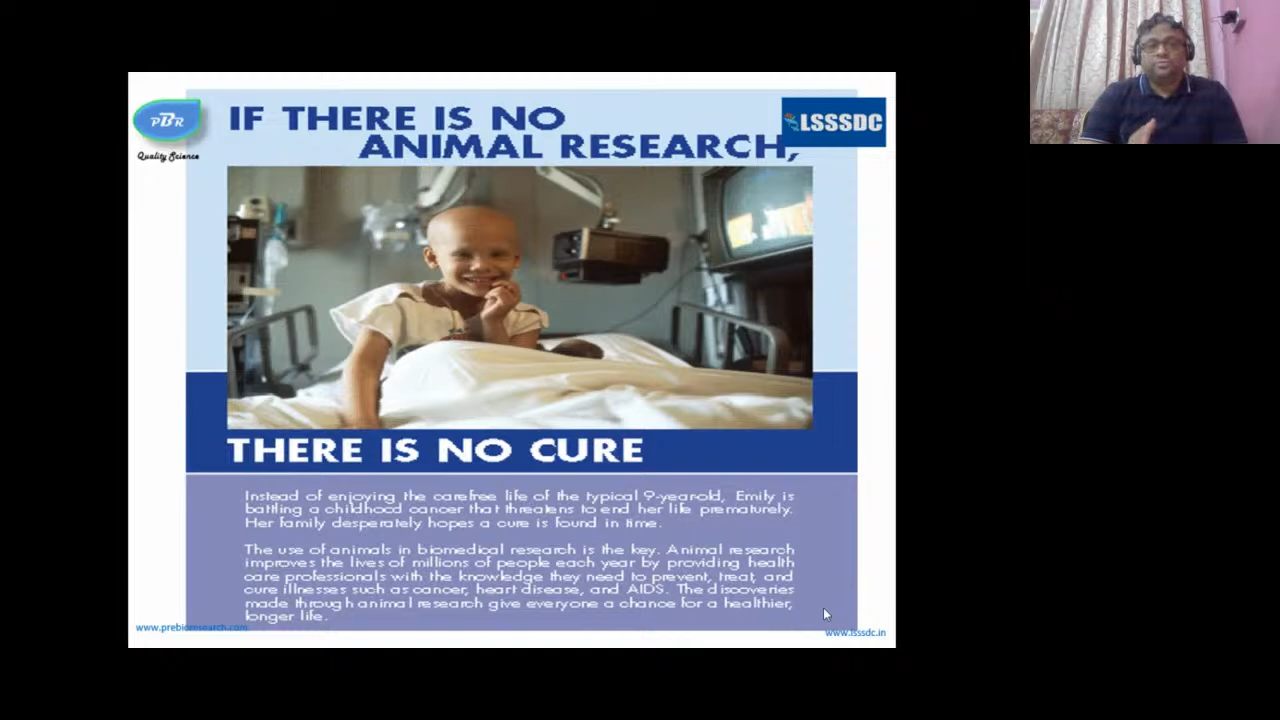 PBR
Quality Science
IF THERE IS NO
ANIMAL RESEARCH,
LSSSDC
THERE IS NO CURE
Instead of enjoying the carefree life of the typical 9-year-old, Emily is
battling a childhood cancer that threatens to end her life prematurely.
Her family desperately hopes a cure is found in time.
The use of animals in biomedical research is the key. Animal research
improves the lives of millions of people each year by providing health
care professionals with the knowledge they need to prevent, treat, and
cure illnesses such as cancer, heart disease, and AIDS. The discoveries
made through animal research give everyone a chance for a healthier,
longer life.
www.prebioresearch.com
www.lsssdc.in